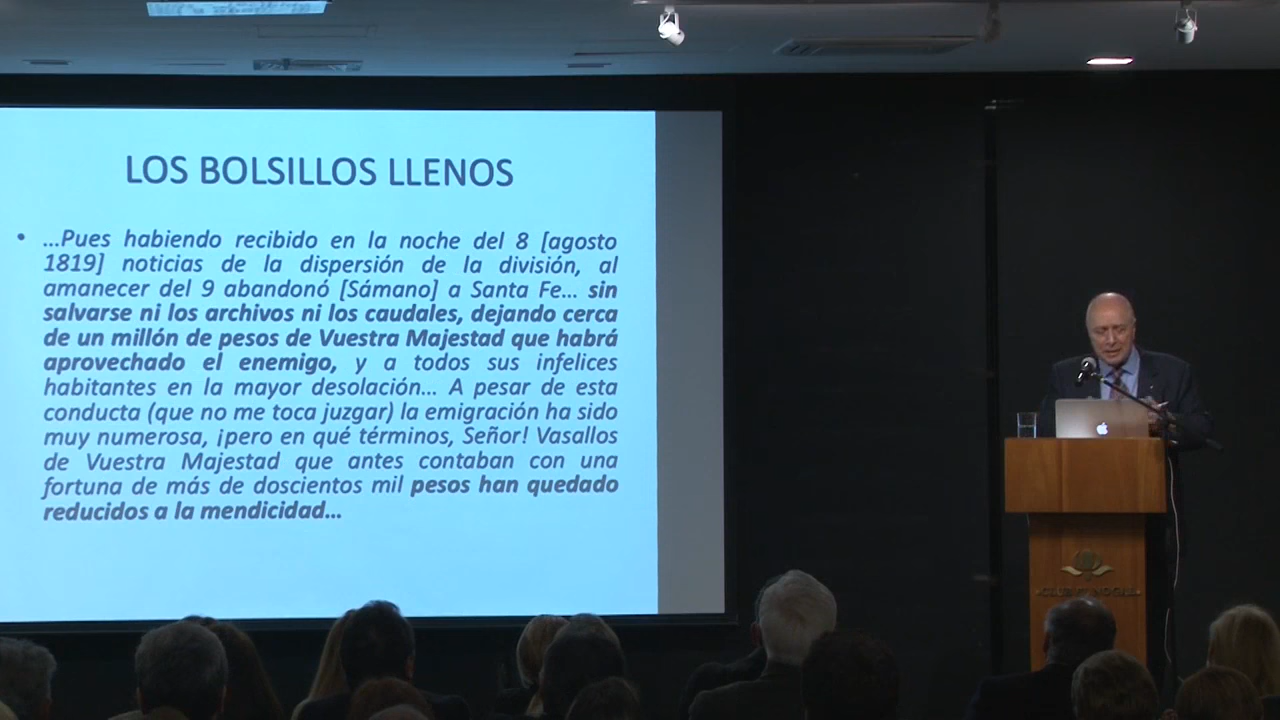 LOS BOLSILLOS LLENOS
• ...Pues habiendo recibido en la noche del 8 [agosto
1819] noticias de la dispersión de la división, al
amanecer del 9 abandonó [Sámano] a Santa Fe... sin
salvarse ni los archivos ni los caudales, dejando cerca
de un millón de pesos de Vuestra Majestad que habrá
aprovechado el enemigo, y a todos sus infelices
habitantes en la mayor desolación... A pesar de esta
conducta (que no me toca juzgar) la emigración ha sido
muy numerosa, ¡pero en qué términos, Señor! Vasallos
de Vuestra Majestad que antes contaban con una
fortuna de más de doscientos mil pesos han quedado
reducidos a la mendicidad...
CLUB EL NOGAL